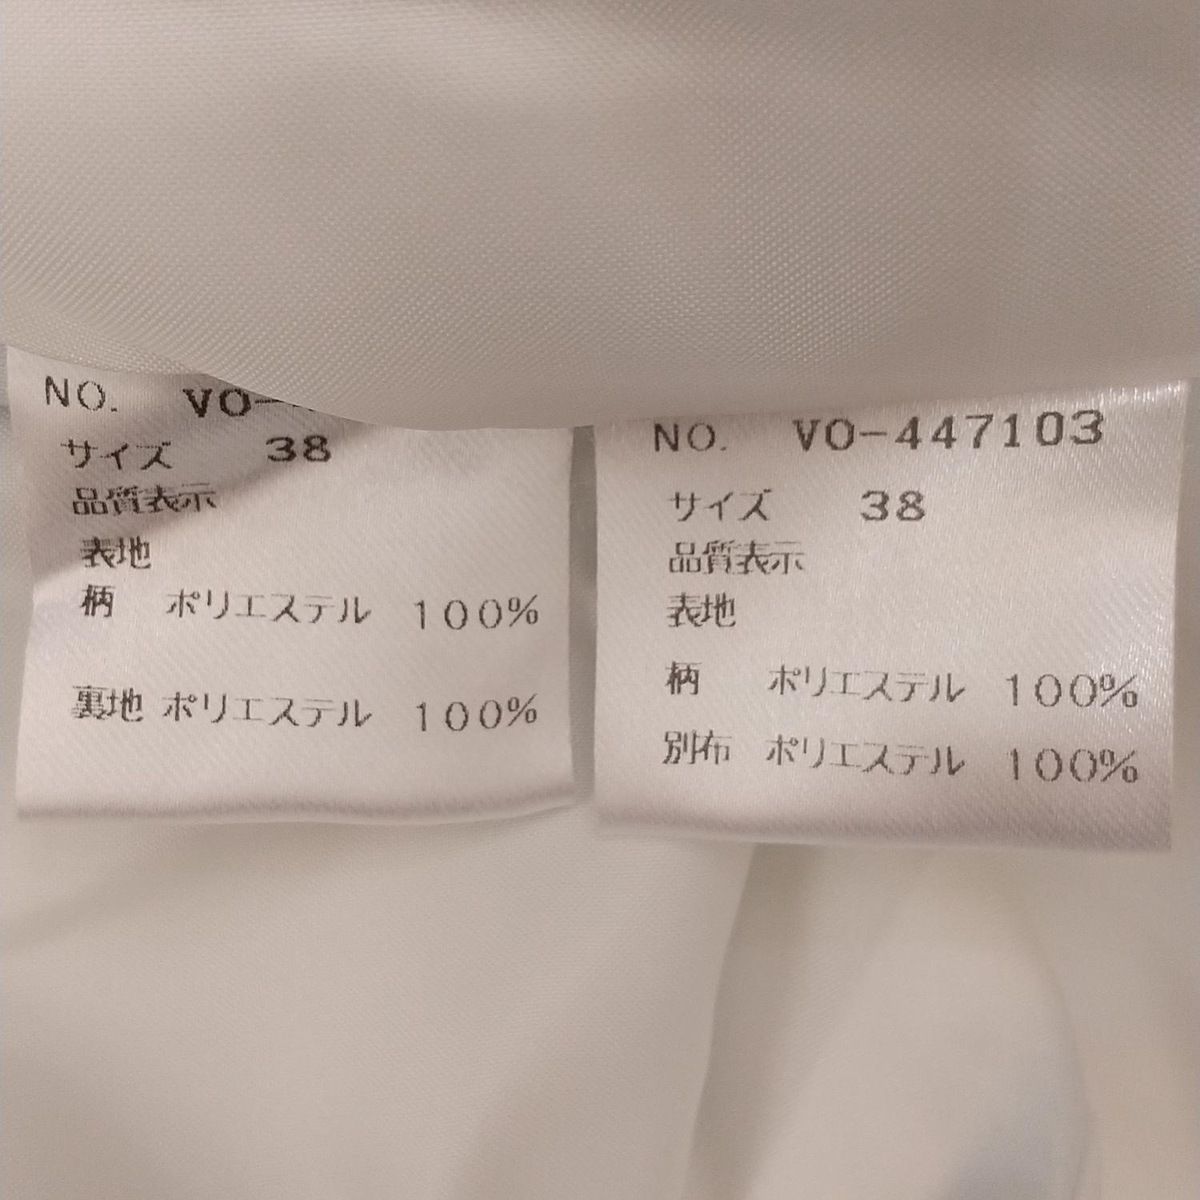 NO. VO-
サイズ 38
品質表示
表地
柄 ポリエステル 100%
裏地 ポリエステル 100%
NO. VO-447103
サイズ 38
品質表示
表地
柄 ポリエステル 100%
別布 ポリエステル 100%